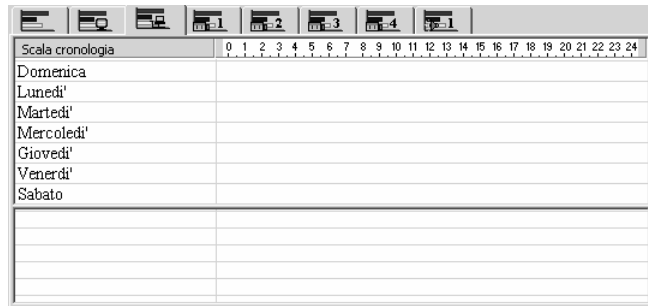 1 2 3 4 1
Scala cronologia 0 1 2 3 4 5 6 7 8 9 10 11 12 13 14 15 16 17 18 19 20 21 22 23 24
Domenica
Lunedi'
Martedi'
Mercoledi'
Giovedi'
Venerdi'
Sabato